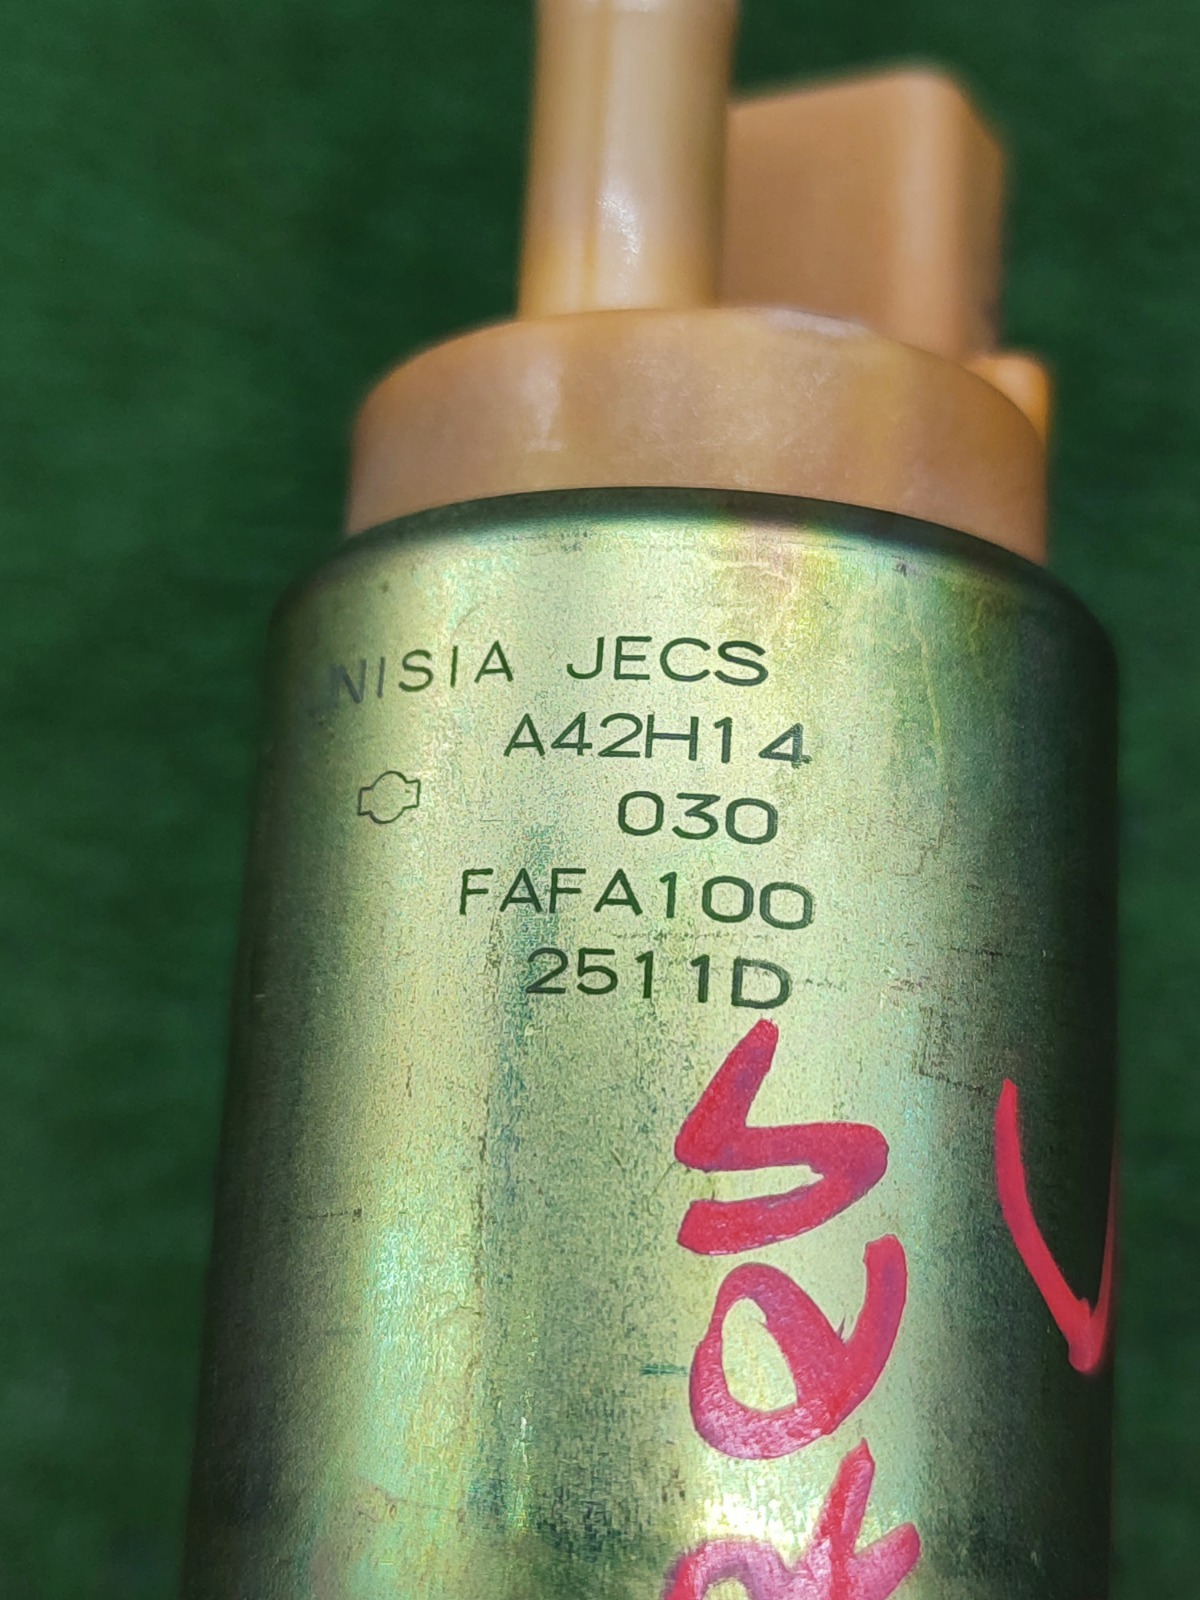 NISIA JECS
A42H14
030
FAFA100
2511D